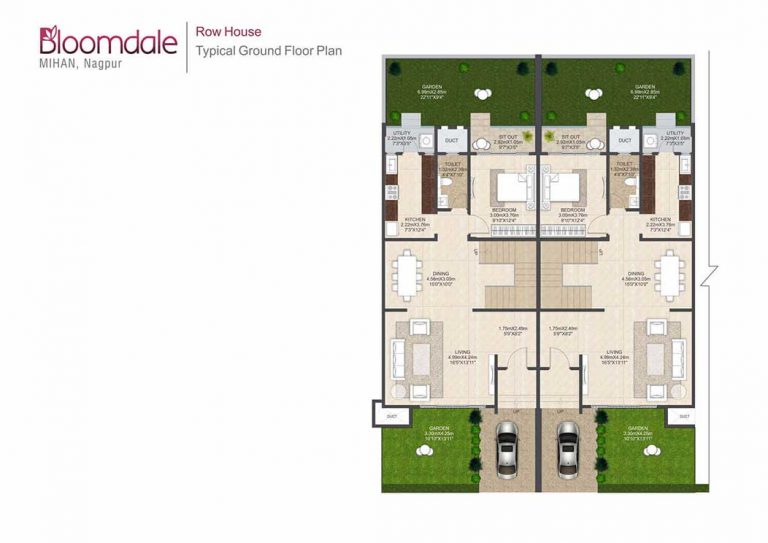 Bloomdale
MIHAN, Nagpur
Row House
Typical Ground Floor Plan
GARDEN
6.99mX2.85m
22'11"X9'4"
GARDEN
6.99mX2.85m
22'11"X9'4"
UTILITY
2.22mX1.05m
7'3"X3'5"
DUCT
SIT OUT
2.92mX1.05m
9'7"X3'5"
SIT OUT
2.92mX1.05m
9'7"X3'5"
DUCT
UTILITY
2.22mX1.05m
7'3"X3'5"
TOILET
1.32mX2.39m
4'4"X7'10"
TOILET
1.32mX2.39m
4'4"X7'10"
KITCHEN
2.22mX3.76m
7'3"X12'4"
BEDROOM
3.00mX3.76m
9'10"X12'4"
BEDROOM
3.00mX3.76m
9'10"X12'4"
KITCHEN
2.22mX3.76m
7'3"X12'4"
DINING
4.56mX3.05m
15'0"X10'0"
DINING
4.56mX3.05m
15'0"X10'0"
1.75mX2.49m
5'9"X8'2"
1.75mX2.49m
5'9"X8'2"
LIVING
4.99mX4.24m
16'5"X13'11"
LIVING
4.99mX4.24m
16'5"X13'11"
DUCT
UP
UP
DUCT
GARDEN
3.30mX4.25m
10'10"X13'11"
GARDEN
3.30mX4.25m
10'10"X13'11"